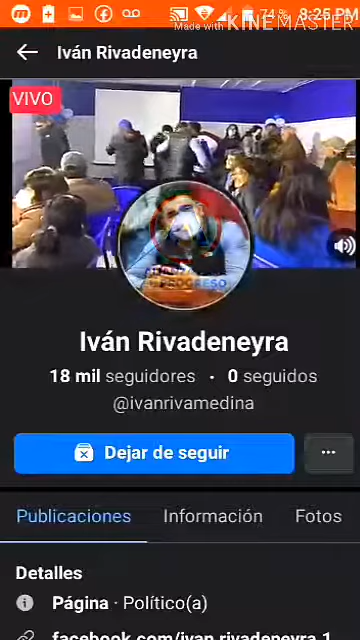 74% 8:25 PM
Made with KINEMASTER
Iván Rivadeneyra
VIVO
PROGRESO
Iván Rivadeneyra
18 mil seguidores · 0 seguidos
@ivanrivamedina
Dejar de seguir
Publicaciones Información Fotos
Detalles
Página · Político(a)
facebook.com/ivan.rivadeneyra.1